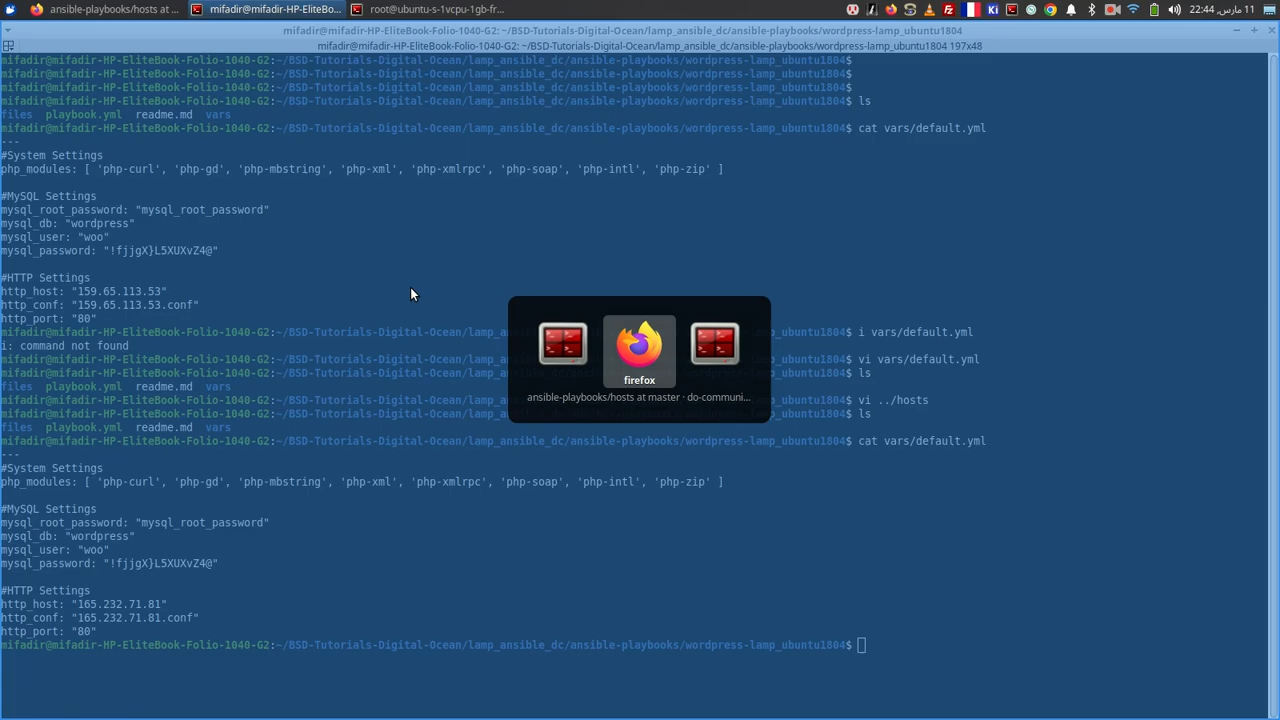 ansible-playbooks/hosts at ...
mifadir@mifadir-HP-EliteBo...
root@ubuntu-s-1vcpu-1gb-fr...
Ki
11 مارس, 22:44
mifadir@mifadir-HP-EliteBook-Folio-1040-G2: ~/BSD-Tutorials-Digital-Ocean/lamp_ansible_dc/ansible-playbooks/wordpress-lamp_ubuntu1804
mifadir@mifadir-HP-EliteBook-Folio-1040-G2: ~/BSD-Tutorials-Digital-Ocean/lamp_ansible_dc/ansible-playbooks/wordpress-lamp_ubuntu1804 197x48
mifadir@mifadir-HP-EliteBook-Folio-1040-G2:~/BSD-Tutorials-Digital-Ocean/lamp_ansible_dc/ansible-playbooks/wordpress-lamp_ubuntu1804$
mifadir@mifadir-HP-EliteBook-Folio-1040-G2:~/BSD-Tutorials-Digital-Ocean/lamp_ansible_dc/ansible-playbooks/wordpress-lamp_ubuntu1804$
mifadir@mifadir-HP-EliteBook-Folio-1040-G2:~/BSD-Tutorials-Digital-Ocean/lamp_ansible_dc/ansible-playbooks/wordpress-lamp_ubuntu1804$
mifadir@mifadir-HP-EliteBook-Folio-1040-G2:~/BSD-Tutorials-Digital-Ocean/lamp_ansible_dc/ansible-playbooks/wordpress-lamp_ubuntu1804$ ls
files playbook.yml readme.md vars
mifadir@mifadir-HP-EliteBook-Folio-1040-G2:~/BSD-Tutorials-Digital-Ocean/lamp_ansible_dc/ansible-playbooks/wordpress-lamp_ubuntu1804$ cat vars/default.yml
---
#System Settings
php_modules: [ 'php-curl', 'php-gd', 'php-mbstring', 'php-xml', 'php-xmlrpc', 'php-soap', 'php-intl', 'php-zip' ]
#MySQL Settings
mysql_root_password: "mysql_root_password"
mysql_db: "wordpress"
mysql_user: "woo"
mysql_password: "!fjjgX}L5XUXvZ4@"
#HTTP Settings
http_host: "159.65.113.53"
http_conf: "159.65.113.53.conf"
http_port: "80"
mifadir@mifadir-HP-EliteBook-Folio-1040-G2:~/BSD-Tutorials-Digital-Ocean/lamp_ _ubuntu1804$ i vars/default.yml
i: command not found
mifadir@mifadir-HP-EliteBook-Folio-1040-G2:~/BSD-Tutorials-Digital-Ocean/lamp_ _ubuntu1804$ vi vars/default.yml
mifadir@mifadir-HP-EliteBook-Folio-1040-G2:~/BSD-Tutorials-Digital-Ocean/lamp_ _ubuntu1804$ ls
files playbook.yml readme.md vars
mifadir@mifadir-HP-EliteBook-Folio-1040-G2:~/BSD-Tutorials-Digital-Ocean/lamp_ _ubuntu1804$ vi ../hosts
mifadir@mifadir-HP-EliteBook-Folio-1040-G2:~/BSD-Tutorials-Digital-Ocean/lamp_ _ubuntu1804$ ls
firefox
ansible-playbooks/hosts at master · do-communi...
files playbook.yml readme.md vars
mifadir@mifadir-HP-EliteBook-Folio-1040-G2:~/BSD-Tutorials-Digital-Ocean/lamp_ansible_dc/ansible-playbooks/wordpress-lamp_ubuntu1804$ cat vars/default.yml
---
#System Settings
php_modules: [ 'php-curl', 'php-gd', 'php-mbstring', 'php-xml', 'php-xmlrpc', 'php-soap', 'php-intl', 'php-zip' ]
#MySQL Settings
mysql_root_password: "mysql_root_password"
mysql_db: "wordpress"
mysql_user: "woo"
mysql_password: "!fjjgX}L5XUXvZ4@"
#HTTP Settings
http_host: "165.232.71.81"
http_conf: "165.232.71.81.conf"
http_port: "80"
mifadir@mifadir-HP-EliteBook-Folio-1040-G2:~/BSD-Tutorials-Digital-Ocean/lamp_ansible_dc/ansible-playbooks/wordpress-lamp_ubuntu1804$